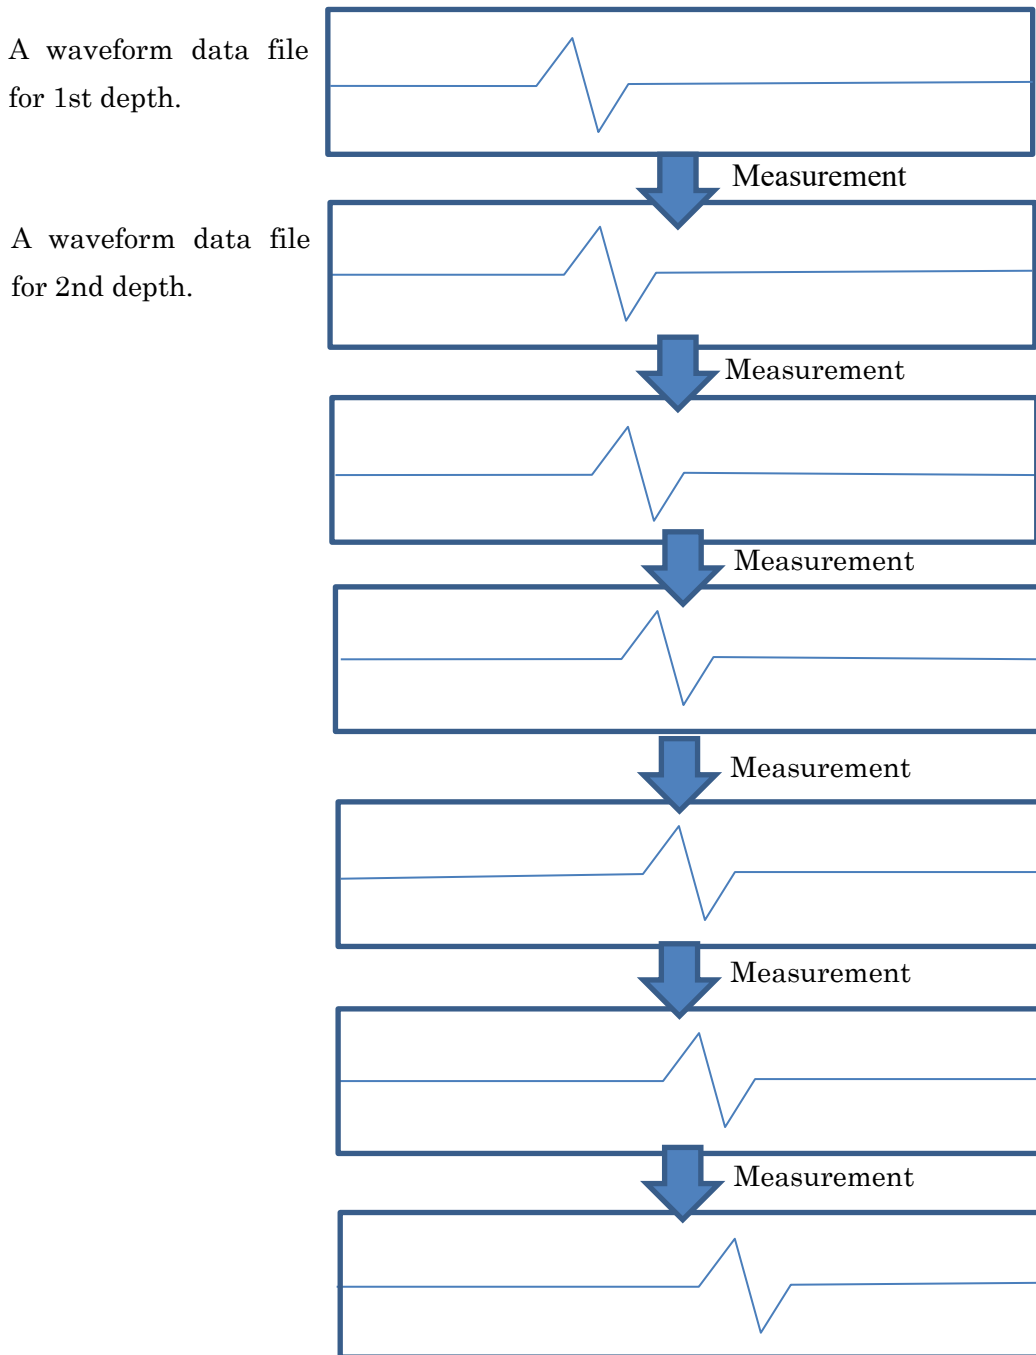 A waveform data file
for 1st depth.
Measurement
A waveform data file
for 2nd depth.
Measurement
Measurement
Measurement
Measurement
Measurement